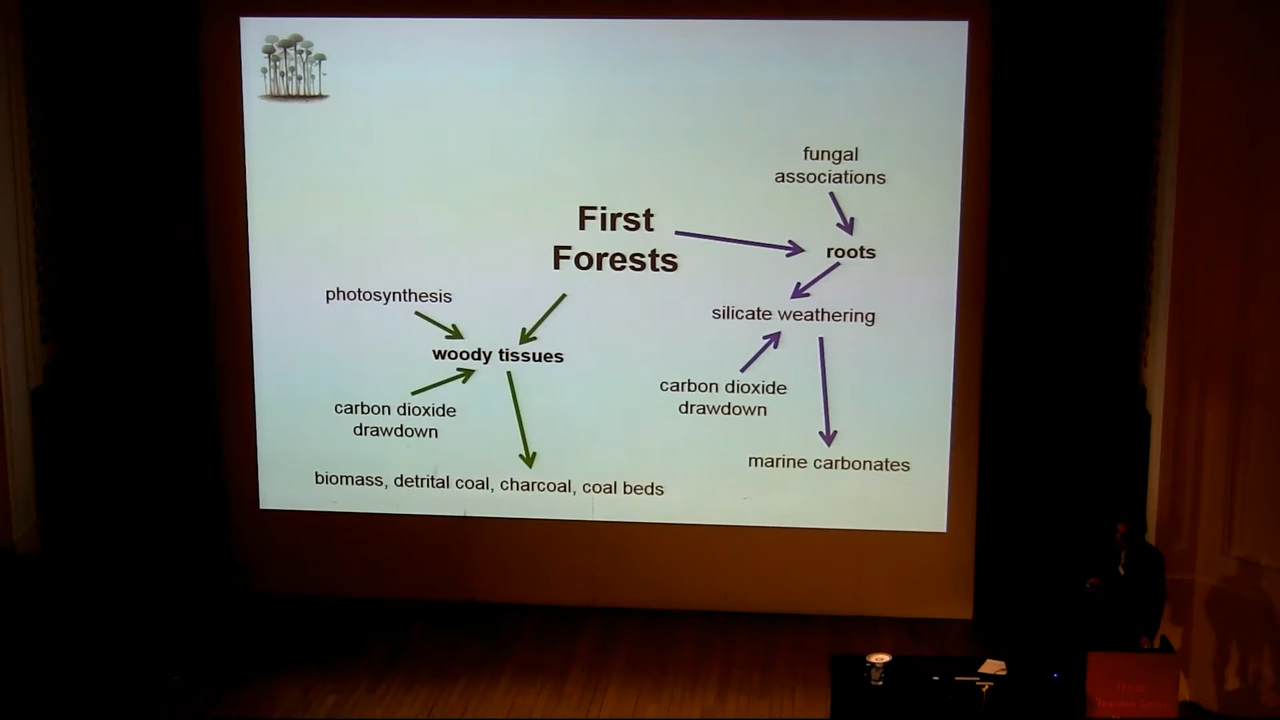 First
Forests
fungal
associations
roots
silicate weathering
carbon dioxide
drawdown
marine carbonates
photosynthesis
woody tissues
carbon dioxide
drawdown
biomass, detrital coal, charcoal, coal beds